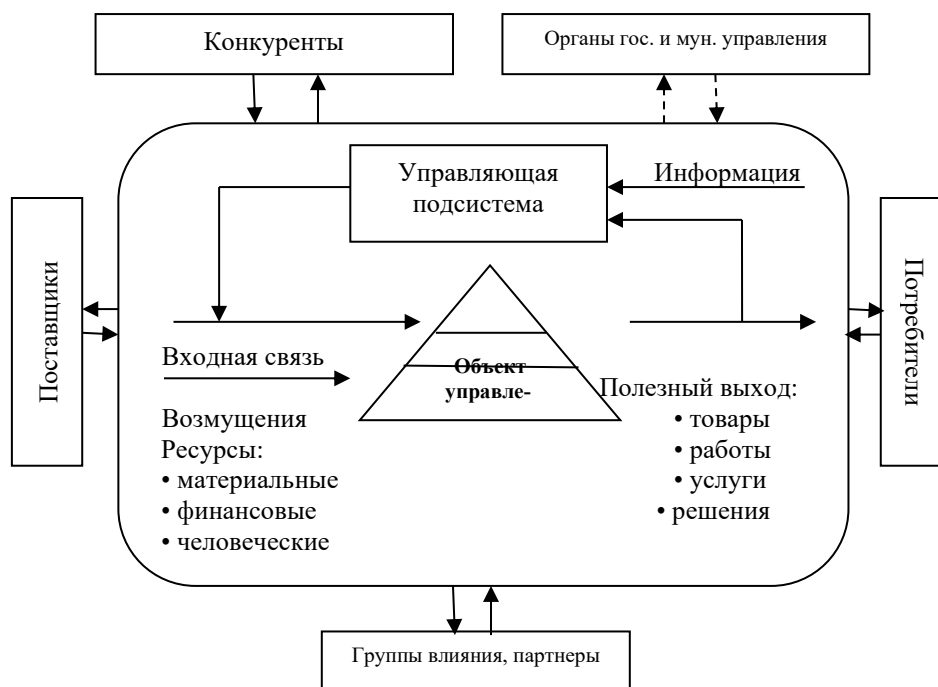 Конкуренты
Органы гос. и мун. управления
Управляющая
подсистема
Информация
Поставщики
Потребители
Входная связь
Объект
управле-
Возмущения
Ресурсы:
• материальные
• финансовые
• человеческие
Полезный выход:
• товары
• работы
• услуги
• решения
Группы влияния, партнеры